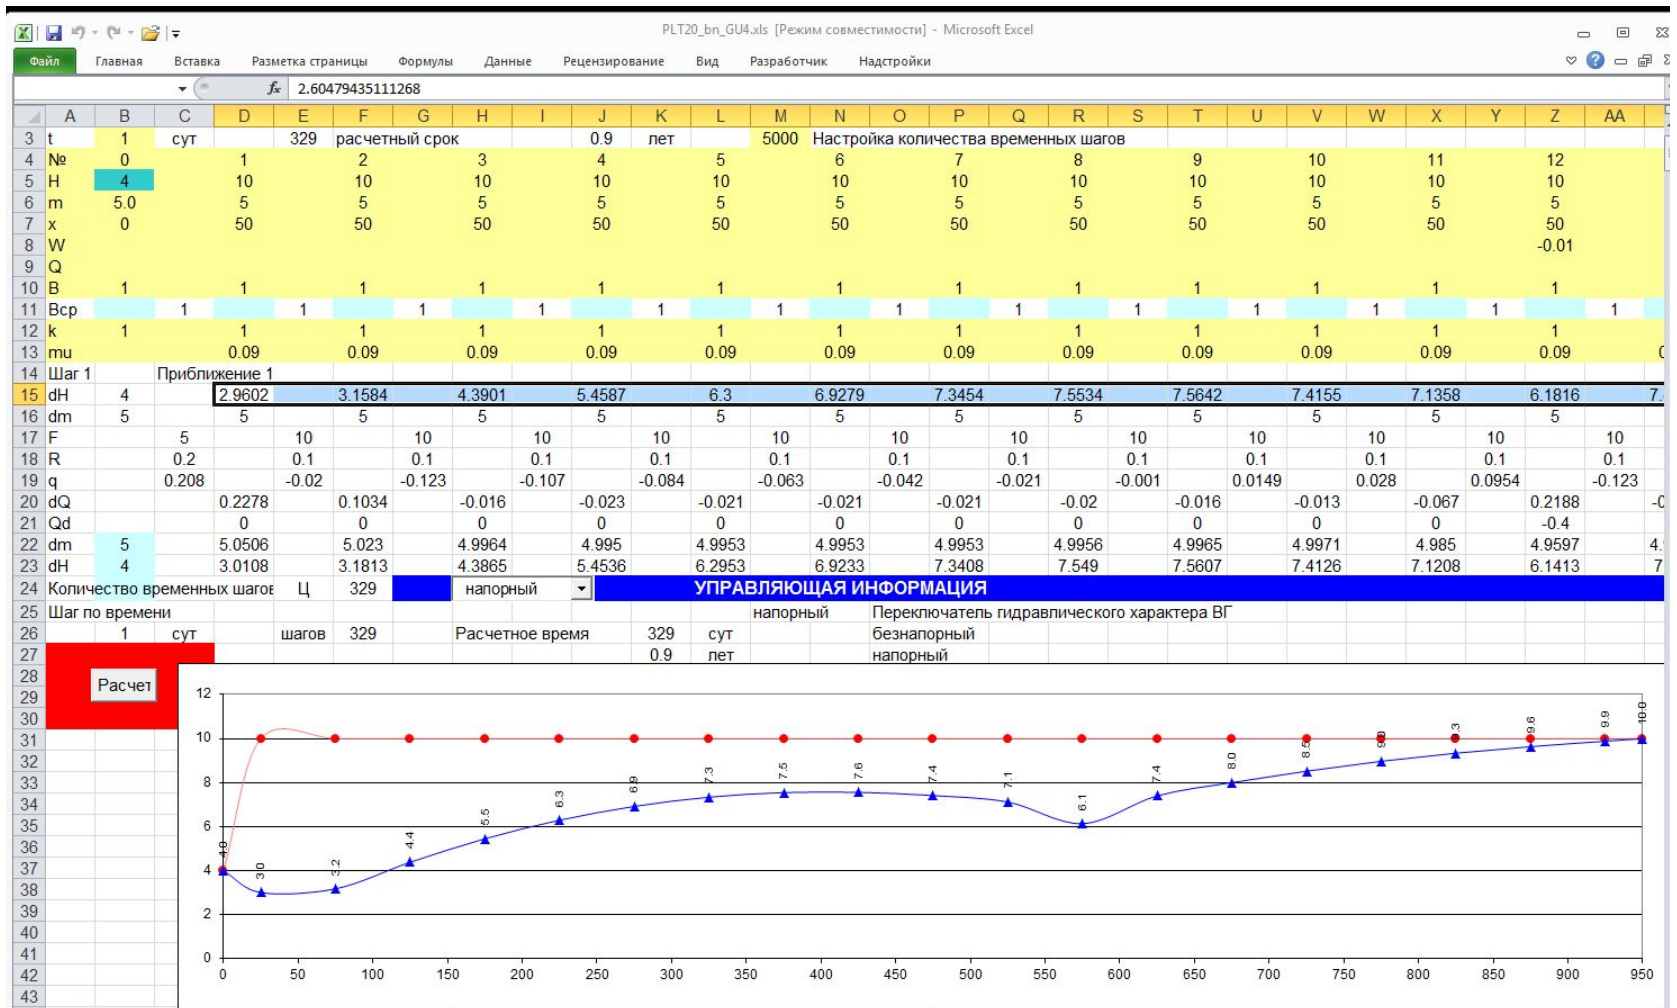 PLT20_bn_GU4.xls [Режим совместимости] - Microsoft Excel
Файл Главная Вставка Разметка страницы Формулы Данные Рецензирование Вид Разработчик Надстройки
fx 2.60479435111268
A B C D E F G H I J K L M N O P Q R S T U V W X Y Z AA
3 t 1 сут 329 расчетный срок 0.9 лет 5000 Настройка количества временных шагов
4 № 0 1 2 3 4 5 6 7 8 9 10 11 12
5 H 4 10 10 10 10 10 10 10 10 10 10 10 10
6 m 5.0 5 5 5 5 5 5 5 5 5 5 5 5
7 x 0 50 50 50 50 50 50 50 50 50 50 50 50
8 W -0.01
9 Q
10 B 1 1 1 1 1 1 1 1 1 1 1 1 1
11 Bcp 1 1 1 1 1 1 1 1 1 1 1 1 1
12 k 1 1 1 1 1 1 1 1 1 1 1 1 1
13 mu 0.09 0.09 0.09 0.09 0.09 0.09 0.09 0.09 0.09 0.09 0.09 0.09
14 Шаг 1 Приближение 1
15 dH 4 2.9602 3.1584 4.3901 5.4587 6.3 6.9279 7.3454 7.5534 7.5642 7.4155 7.1358 6.1816 7.
16 dm 5 5 5 5 5 5 5 5 5 5 5 5 5
17 F 5 10 10 10 10 10 10 10 10 10 10 10 10
18 R 0.2 0.1 0.1 0.1 0.1 0.1 0.1 0.1 0.1 0.1 0.1 0.1 0.1
19 q 0.208 -0.02 -0.123 -0.107 -0.084 -0.063 -0.042 -0.021 -0.001 0.0149 0.028 0.0954 -0.123
20 dQ 0.2278 0.1034 -0.016 -0.023 -0.021 -0.021 -0.021 -0.02 -0.016 -0.013 -0.067 0.2188
21 Qd 0 0 0 0 0 0 0 0 0 0 0 -0.4
22 dm 5 5.0506 5.023 4.9964 4.995 4.9953 4.9953 4.9953 4.9956 4.9965 4.9971 4.985 4.9597 4.
23 dH 4 3.0108 3.1813 4.3865 5.4536 6.2953 6.9233 7.3408 7.549 7.5607 7.4126 7.1208 6.1413 7
24 Количество временных шагов Ц 329 напорный УПРАВЛЯЮЩАЯ ИНФОРМАЦИЯ
25 Шаг по времени напорный Переключатель гидравлического характера ВГ
26 1 сут шагов 329 Расчетное время 329 сут безнапорный
27 0.9 лет напорный
28
Расчет
29
30
31
32
33
34
35
36
37
38
39
40
41
42
43
12
10
8
6
4
2
0
4.0 3.0 3.2 4.4 5.5 6.3 6.9 7.3 7.5 7.6 7.4 7.1 6.1 7.4 8.0 8.5 9.3 9.6 9.9 10.0
0 50 100 150 200 250 300 350 400 450 500 550 600 650 700 750 800 850 900 950